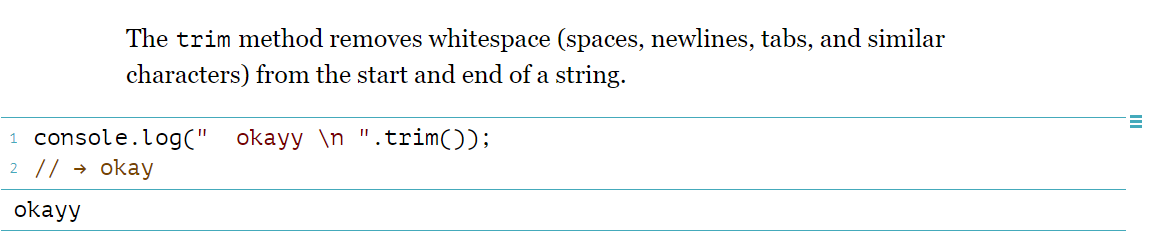 The trim method removes whitespace (spaces, newlines, tabs, and similar
characters) from the start and end of a string.
1 console.log("  okayy \n ".trim());
2 // → okay
okayy